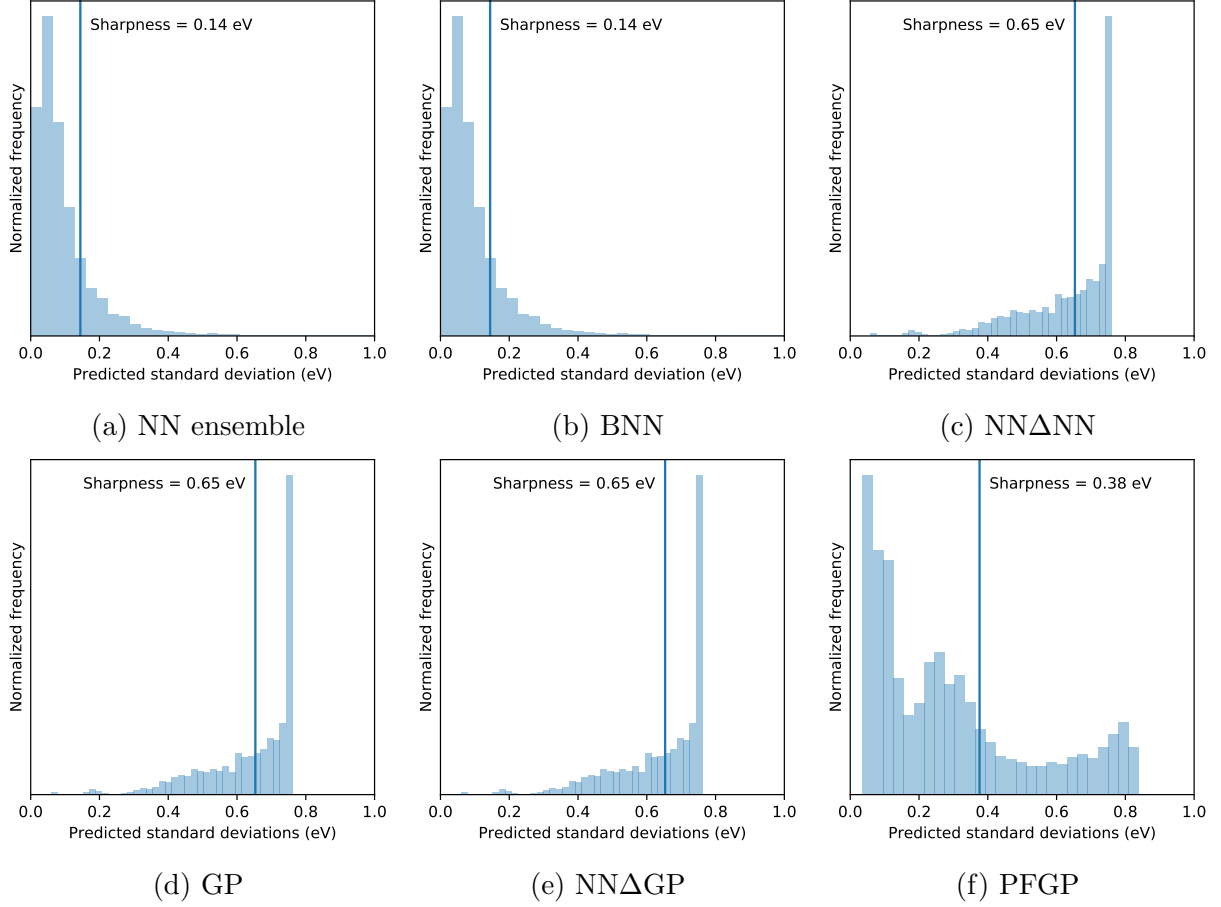 Sharpness = 0.14 eV
Normalized frequency
0.0 0.2 0.4 0.6 0.8 1.0
Predicted standard deviation (eV)
(a) NN ensemble
Sharpness = 0.14 eV
Normalized frequency
0.0 0.2 0.4 0.6 0.8 1.0
Predicted standard deviation (eV)
(b) BNN
Sharpness = 0.65 eV
Normalized frequency
0.0 0.2 0.4 0.6 0.8 1.0
Predicted standard deviations (eV)
(c) NNΔNN
Sharpness = 0.65 eV
Normalized frequency
0.0 0.2 0.4 0.6 0.8 1.0
Predicted standard deviations (eV)
(d) GP
Sharpness = 0.65 eV
Normalized frequency
0.0 0.2 0.4 0.6 0.8 1.0
Predicted standard deviations (eV)
(e) NNΔGP
Sharpness = 0.38 eV
Normalized frequency
0.0 0.2 0.4 0.6 0.8 1.0
Predicted standard deviations (eV)
(f) PFGP